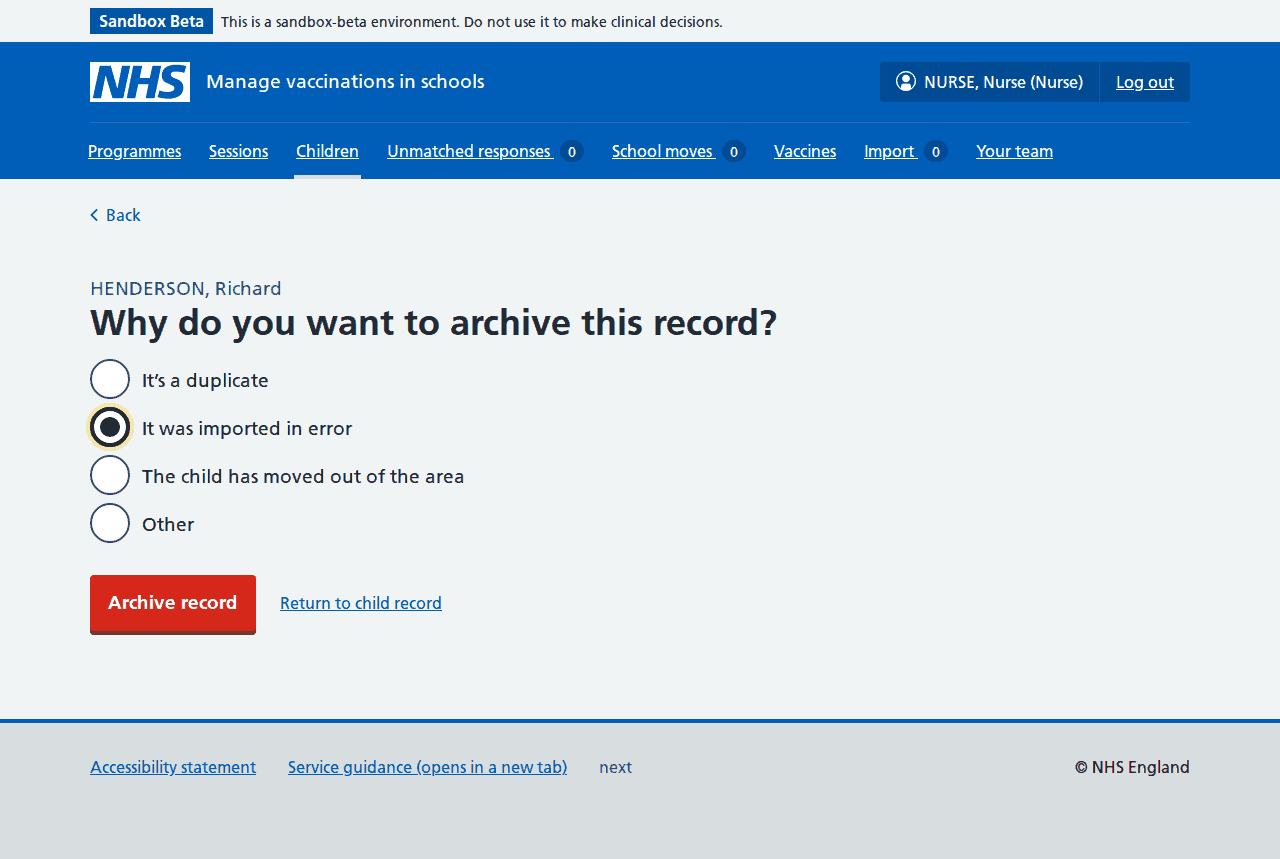 Sandbox Beta This is a sandbox-beta environment. Do not use it to make clinical decisions.
NHS Manage vaccinations in schools NURSE, Nurse (Nurse) Log out
Programmes Sessions Children Unmatched responses 0 School moves 0 Vaccines Import 0 Your team
Back
HENDERSON, Richard
Why do you want to archive this record?
It’s a duplicate
It was imported in error
The child has moved out of the area
Other
Archive record Return to child record
Accessibility statement Service guidance (opens in a new tab) next © NHS England